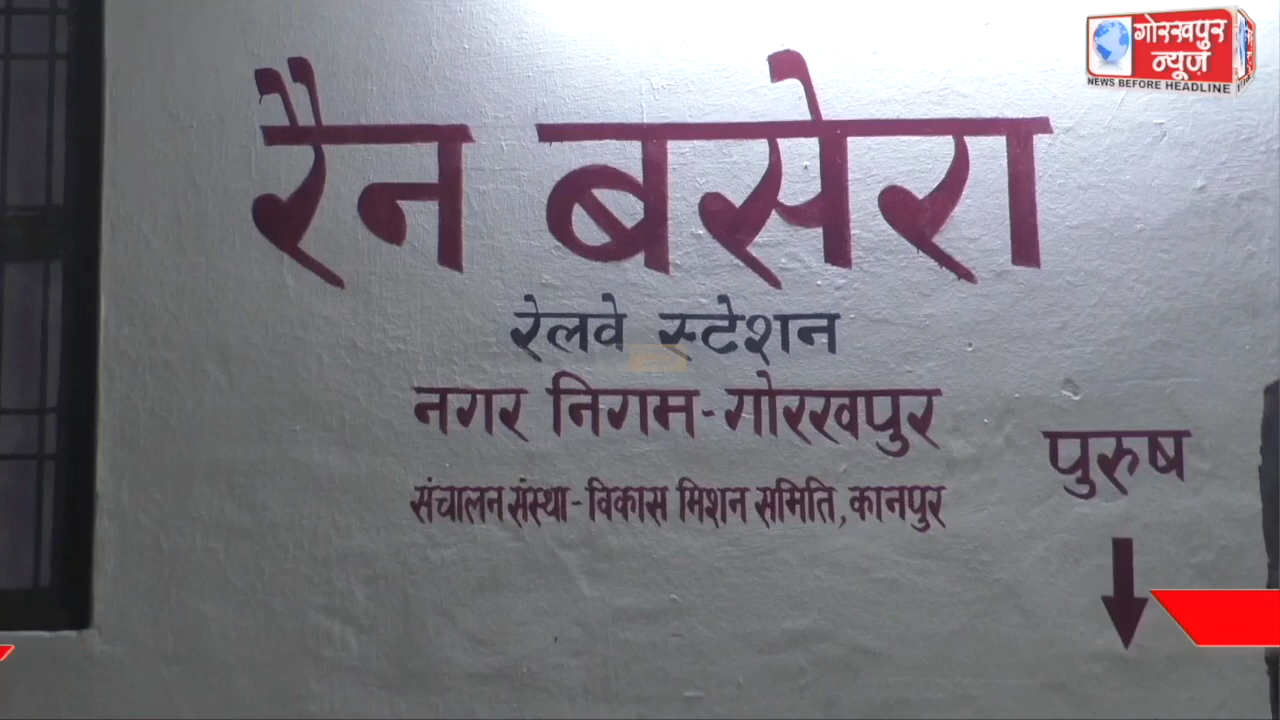 गोरखपुर
न्यूज़
NEWS BEFORE HEADLINE
रैन बसेरा
रेलवे स्टेशन
नगर निगम-गोरखपुर
संचालन संस्था-विकास मिशन समिति, कानपुर
पुरुष